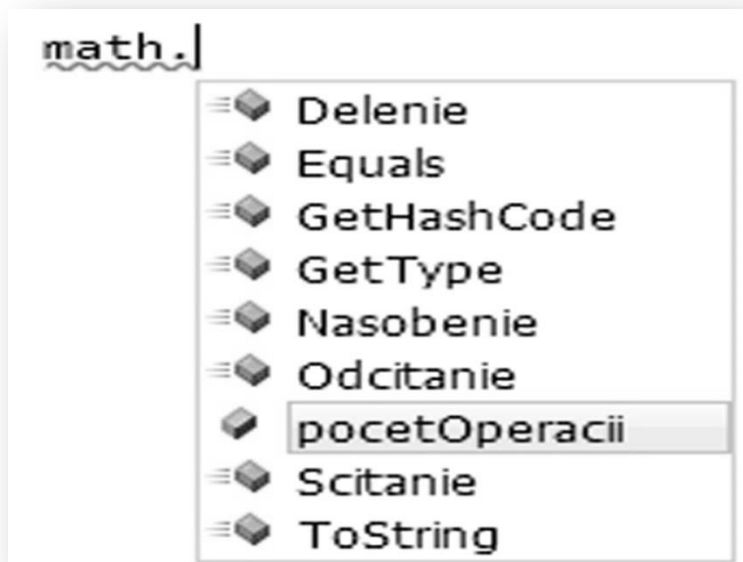 math.
Delenie
Equals
GetHashCode
GetType
Nasobenie
Odcitanie
pocetOperacii
Scitanie
ToString